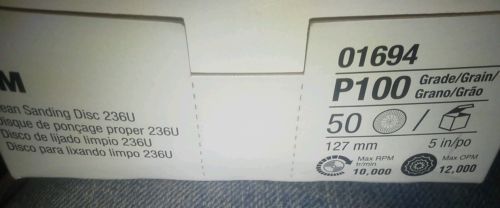 M
ean Sanding Disc 236U
isque de ponçage proper 236U
Disco de lijado limpio 236U
Disco para lixando limpo 236U
01694
P100 Grade/Grain/
Grano/Grão
50 /
127 mm 5 in/po
Max RPM
tr/min
10,000
Max OPM
12,000